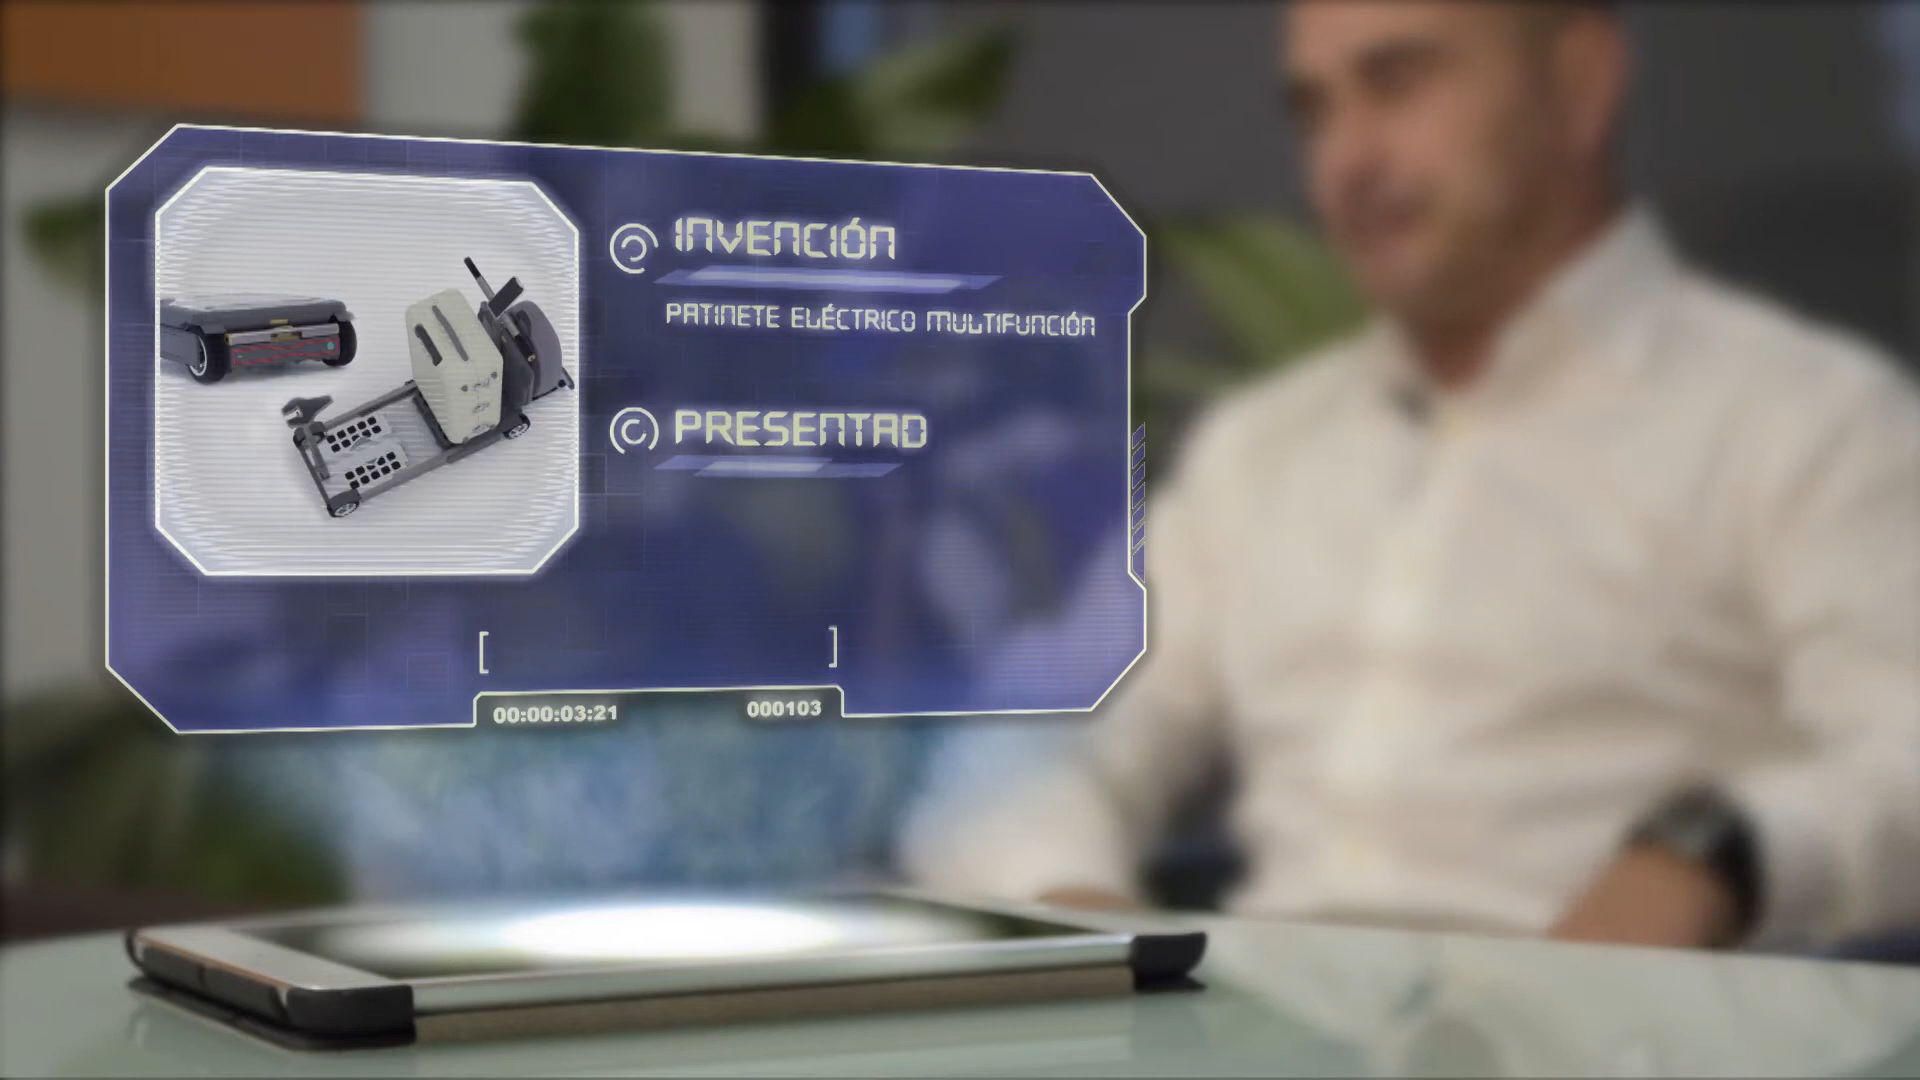 INVENCIÓN
PATINETE ELÉCTRICO MULTIFUNCIÓN
PRESENTAD
00:00:03:21
000103